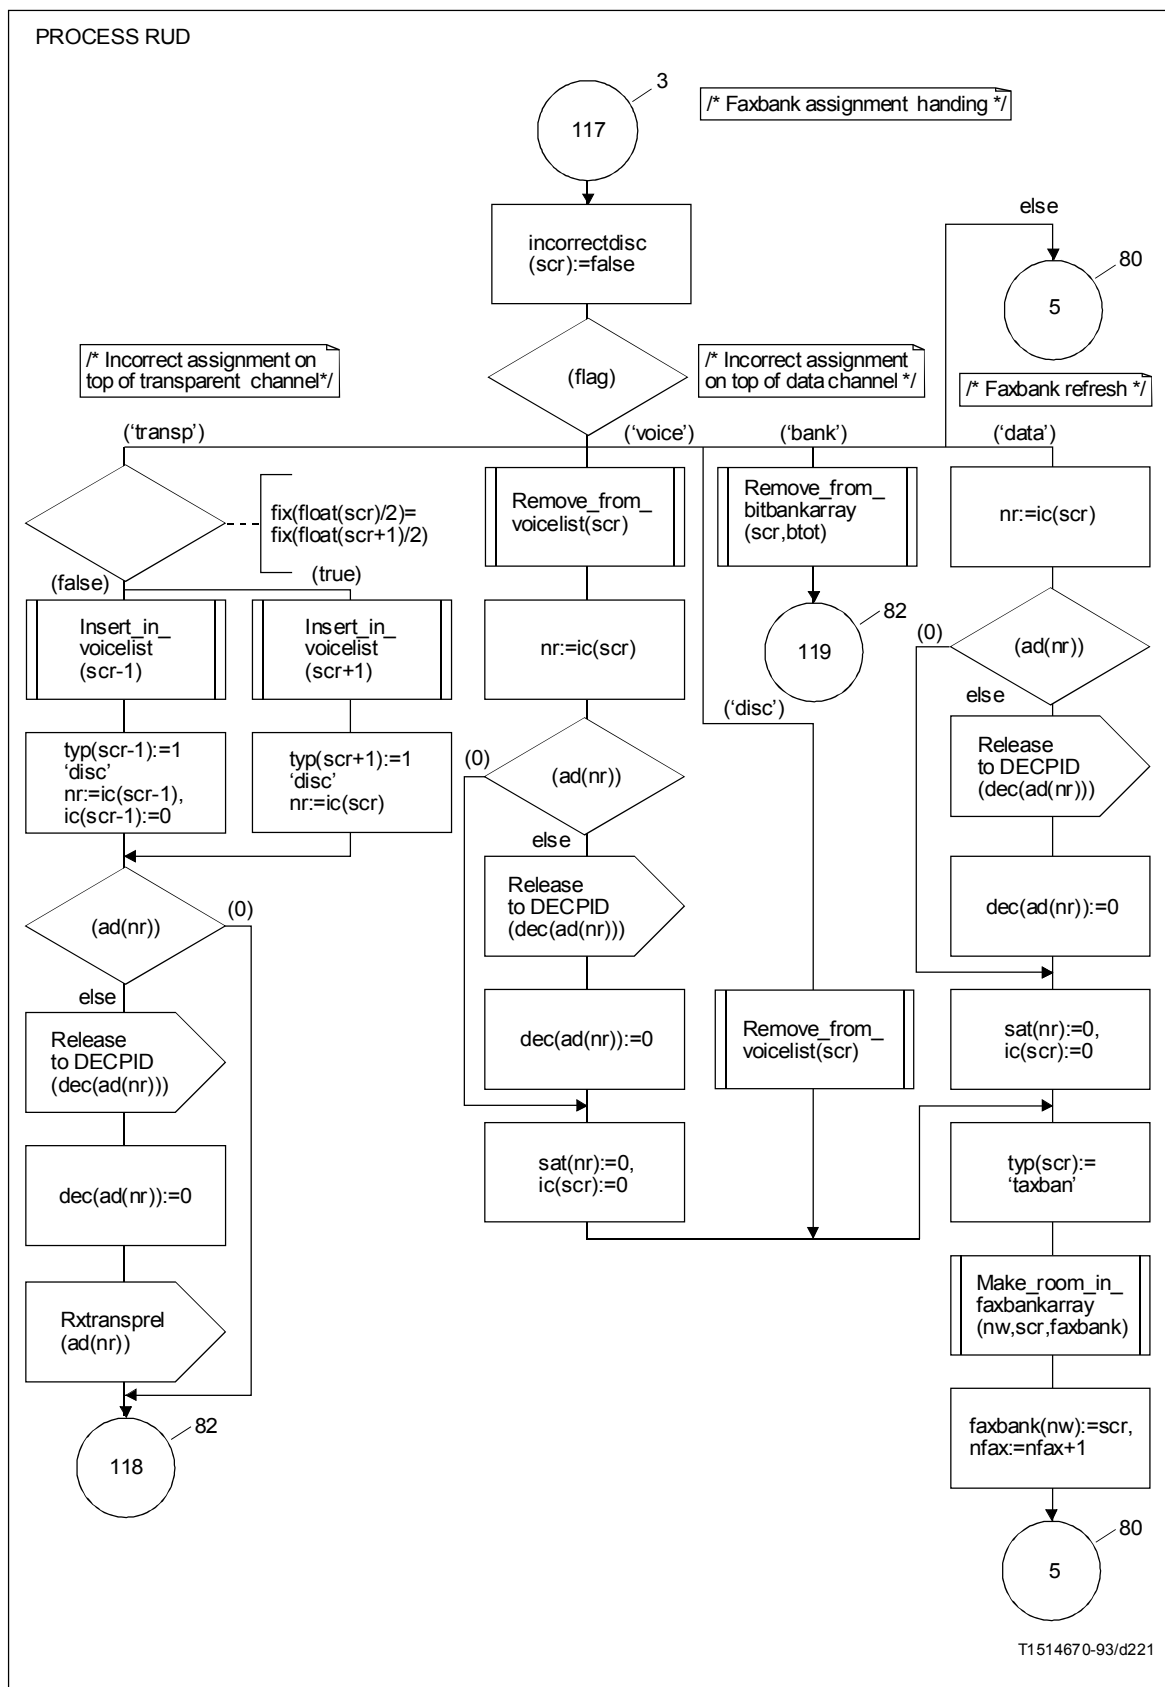 PROCESS RUD
3
117
/* Faxbank assignment handing */
incorrectdisc
(scr):=false
else
80
5
/* Incorrect assignment on
top of transparent channel*/
(flag)
/* Incorrect assignment
on top of data channel */
/* Faxbank refresh */
(‘transp’)
(‘voice’)
(‘bank’)
(‘data’)
fix(float(scr)/2)=
fix(float(scr+1)/2)
Remove_from_
voicelist(scr)
Remove_from_
bitbankarray
(scr,btot)
nr:=ic(scr)
(false)
(true)
Insert_in_
voicelist
(scr-1)
Insert_in_
voicelist
(scr+1)
nr:=ic(scr)
82
119
(0)
(ad(nr))
else
(‘disc’)
typ(scr-1):=1
‘disc’
nr:=ic(scr-1),
ic(scr-1):=0
typ(scr+1):=1
‘disc’
nr:=ic(scr)
(0)
(ad(nr))
else
Release
to DECPID
(dec(ad(nr)))
Release
to DECPID
(dec(ad(nr)))
dec(ad(nr)):=0
(ad(nr))
(0)
else
Release
to DECPID
(dec(ad(nr)))
dec(ad(nr)):=0
Remove_from_
voicelist(scr)
sat(nr):=0,
ic(scr):=0
dec(ad(nr)):=0
sat(nr):=0,
ic(scr):=0
typ(scr):=
‘taxban’
Rxtransprel
(ad(nr))
Make_room_in_
faxbankarray
(nw,scr,faxbank)
82
118
faxbank(nw):=scr,
nfax:=nfax+1
80
5
T1514670-93/d221